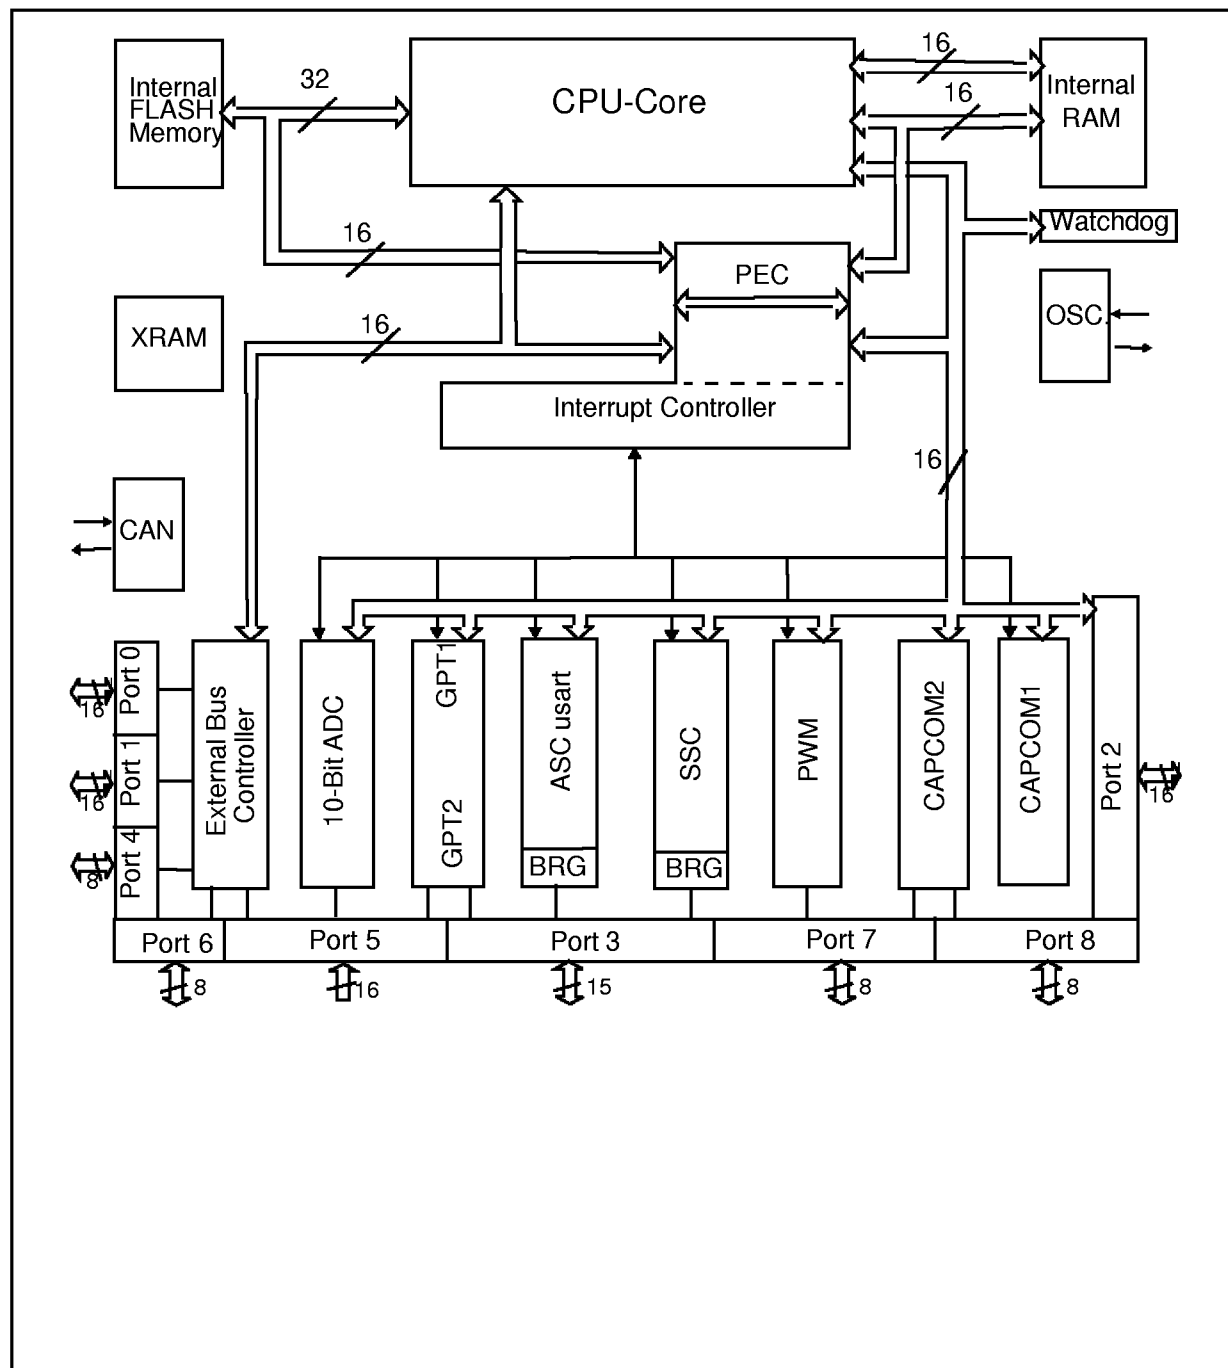 Internal
FLASH
Memory
32
CPU-Core
16
16
Internal
RAM
Watchdog
16
PEC
OSC.
XRAM
16
Interrupt Controller
16
CAN
Port 0
16
Port 1
16
Port 4
8
External Bus
Controller
10-Bit ADC
GPT1
GPT2
ASC usart
BRG
SSC
BRG
PWM
CAPCOM2
CAPCOM1
Port 2
16
Port 6
Port 5
Port 3
Port 7
Port 8
8
16
15
8
8